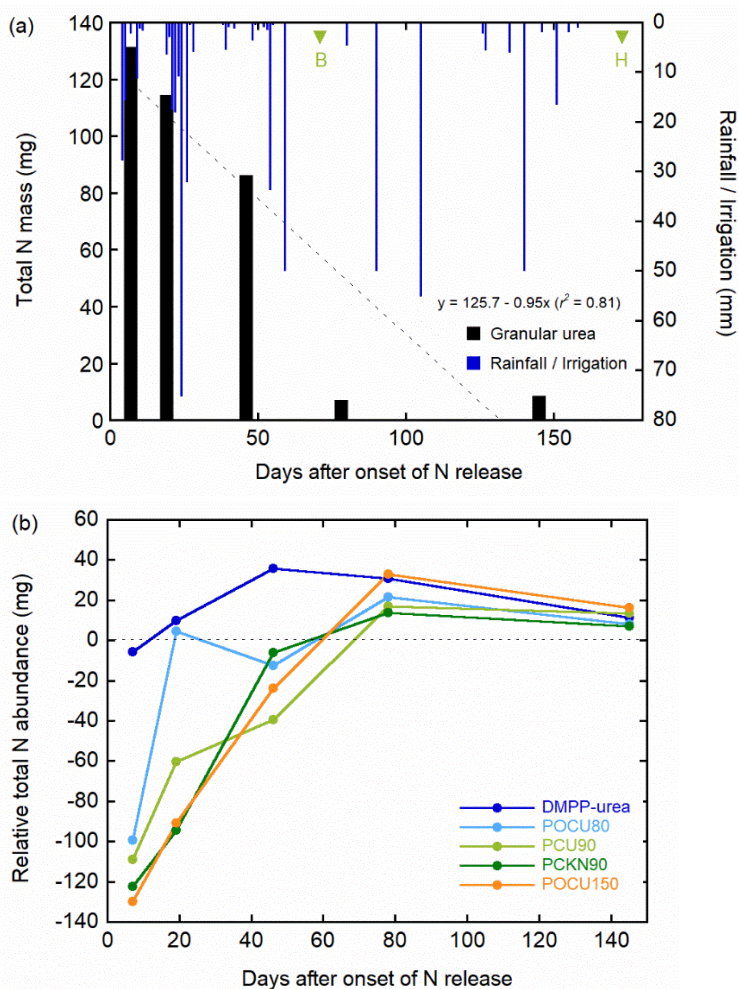 (a)
140
120
100
80
60
40
20
0
Total N mass (mg)
0
10
20
30
40
50
60
70
80
Rainfall / Irrigation (mm)
B
H
y = 125.7 - 0.95x (r² = 0.81)
Granular urea
Rainfall / Irrigation
0 50 100 150
Days after onset of N release
(b)
60
40
20
0
-20
-40
-60
-80
-100
-120
-140
Relative total N abundance (mg)
DMPP-urea
POCU80
PCU90
PCKN90
POCU150
0 20 40 60 80 100 120 140
Days after onset of N release